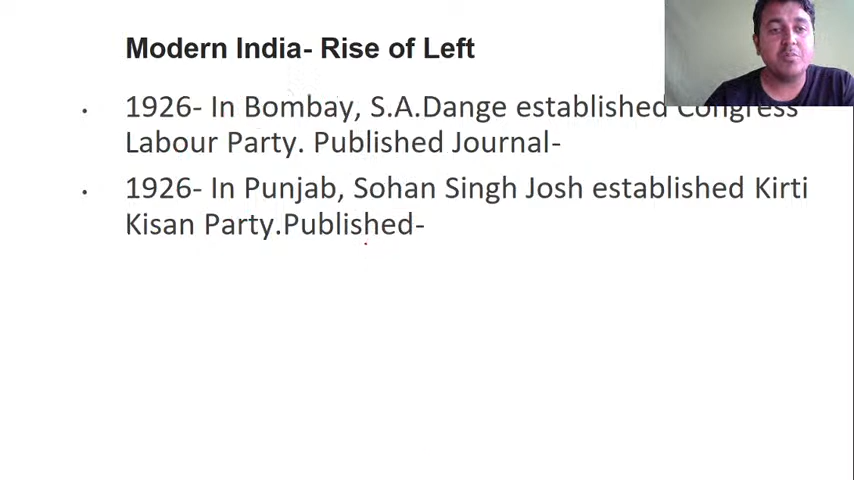 Modern India- Rise of Left
• 1926- In Bombay, S.A.Dange established Congress
Labour Party. Published Journal-
• 1926- In Punjab, Sohan Singh Josh established Kirti
Kisan Party.Published-